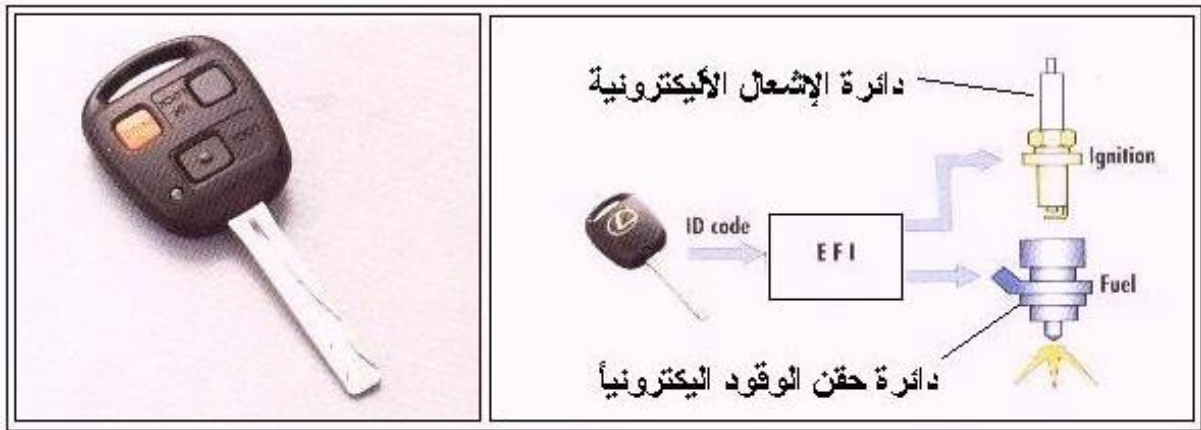 دائرة الإشعال الأليكترونية
Ignition
ID code
EFI
Fuel
دائرة حقن الوقود اليكترونياً